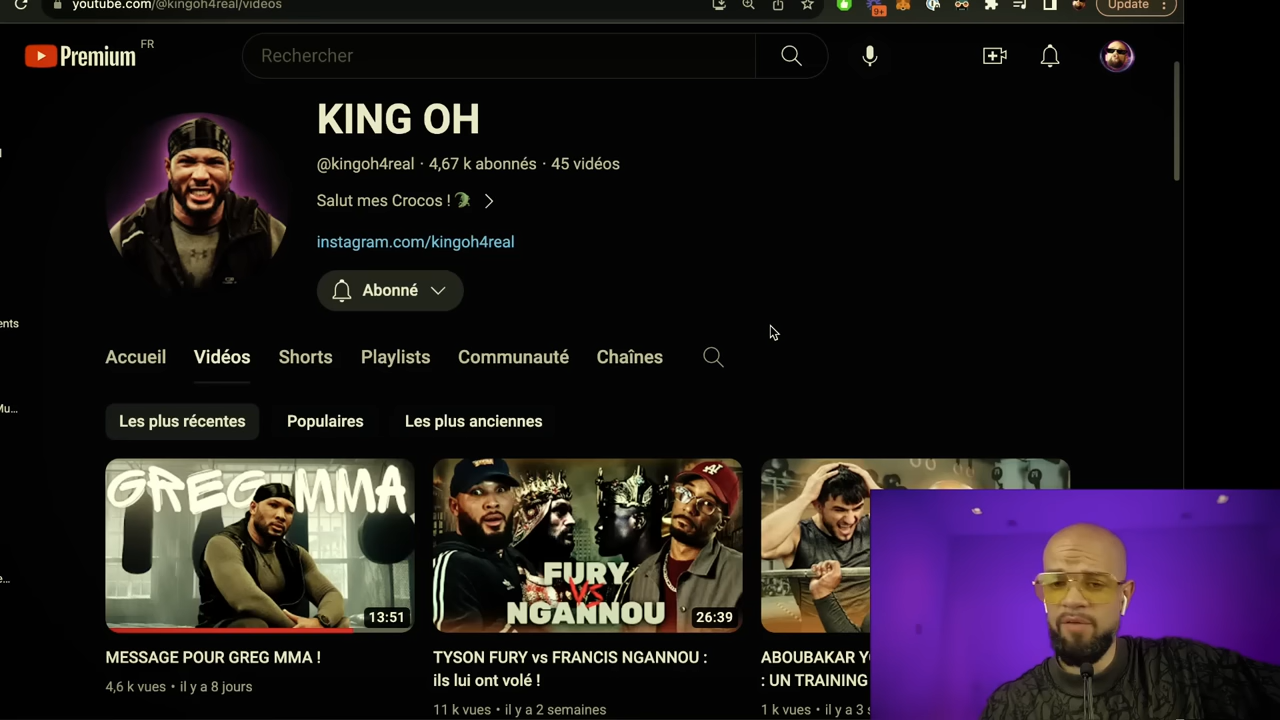 youtube.com/@kingoh4real/videos
9+
Update
Premium FR
Rechercher
KING OH
@kingoh4real · 4,67 k abonnés · 45 vidéos
Salut mes Crocos !
instagram.com/kingoh4real
ents
Abonné
Accueil Vidéos Shorts Playlists Communauté Chaînes
Mu...
Les plus récentes Populaires Les plus anciennes
GREG MMA
FURY
VS
NGANNOU
13:51
26:39
MESSAGE POUR GREG MMA !
4,6 k vues • il y a 8 jours
TYSON FURY vs FRANCIS NGANNOU :
ils lui ont volé !
11 k vues • il y a 2 semaines
ABOUBAKAR
: UN TRAINING
1 k vues • il y a 3